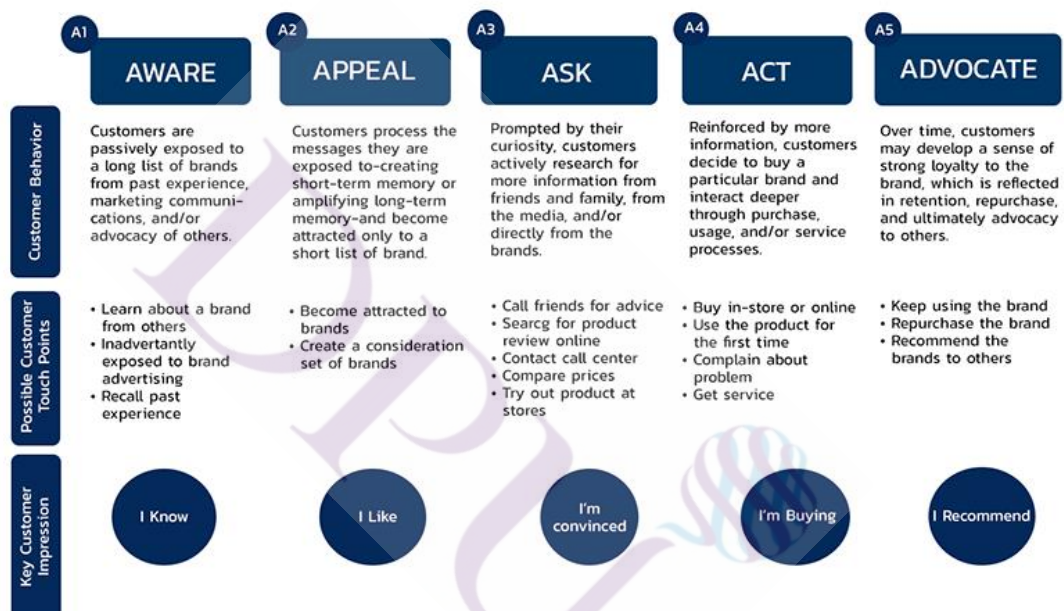 A1
AWARE
A2
APPEAL
A3
ASK
A4
ACT
A5
ADVOCATE
Customer Behavior
Customers are
passively exposed to
a long list of brands
from past experience,
marketing communi-
cations, and/or
advocacy of others.
Customers process the
messages they are
exposed to-creating
short-term memory or
amplifying long-term
memory-and become
attracted only to a
short list of brand.
Prompted by their
curiosity, customers
actively research for
more information from
friends and family, from
the media, and/or
directly from the
brands.
Reinforced by more
information, customers
decide to buy a
particular brand and
interact deeper
through purchase,
usage, and/or service
processes.
Over time, customers
may develop a sense of
strong loyalty to the
brand, which is reflected
in retention, repurchase,
and ultimately advocacy
to others.
Possible Customer
Touch Points
• Learn about a brand
from others
• Inadvertantly
exposed to brand
advertising
• Recall past
experience
• Become attracted to
brands
• Create a consideration
set of brands
• Call friends for advice
• Searcg for product
review online
• Contact call center
• Compare prices
• Try out product at
stores
• Buy in-store or online
• Use the product for
the first time
• Complain about
problem
• Get service
• Keep using the brand
• Repurchase the brand
• Recommend the
brands to others
Key Customer
Impression
I Know
I Like
I'm
convinced
I'm Buying
I Recommend
DPU